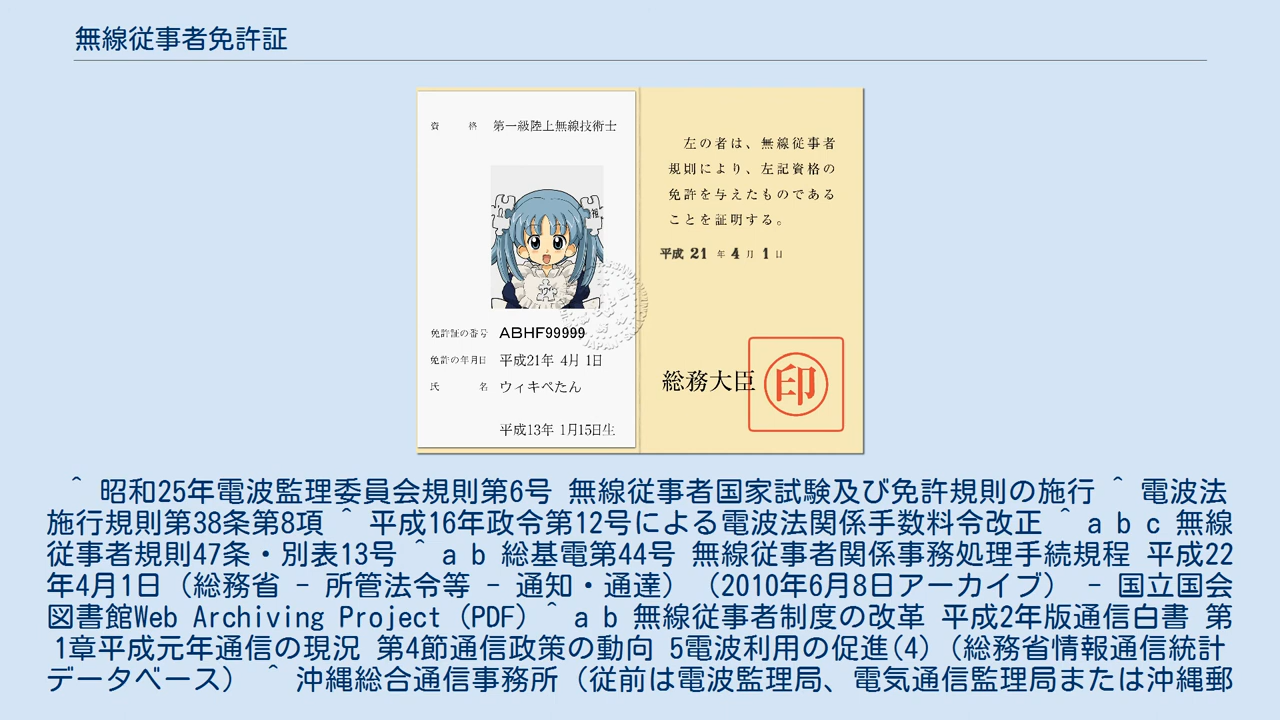 無線従事者免許証
資 格 第一級陸上無線技術士
免許証の番号 ABHF99999
免許の年月日 平成21年 4月 1日
氏 名 ウィキペたん
平成13年 1月15日生
左の者は、無線従事者
規則により、左記資格の
免許を与えたものである
ことを証明する。
平成 21 年 4 月 1 日
総務大臣 印
^ 昭和25年電波監理委員会規則第6号 無線従事者国家試験及び免許規則の施行 ^ 電波法
施行規則第38条第8項 ^ 平成16年政令第12号による電波法関係手数料令改正 ^ a b c 無線
従事者規則47条・別表13号 ^ a b 総基電第44号 無線従事者関係事務処理手続規程 平成22
年4月1日（総務省 - 所管法令等 - 通知・通達）（2010年6月8日アーカイブ） - 国立国会
図書館Web Archiving Project（PDF）^ a b 無線従事者制度の改革 平成2年版通信白書 第
1章平成元年通信の現況 第4節通信政策の動向 5電波利用の促進(4)（総務省情報通信統計
データベース） ^ 沖縄総合通信事務所（従前は電波監理局、電気通信監理局または沖縄郵